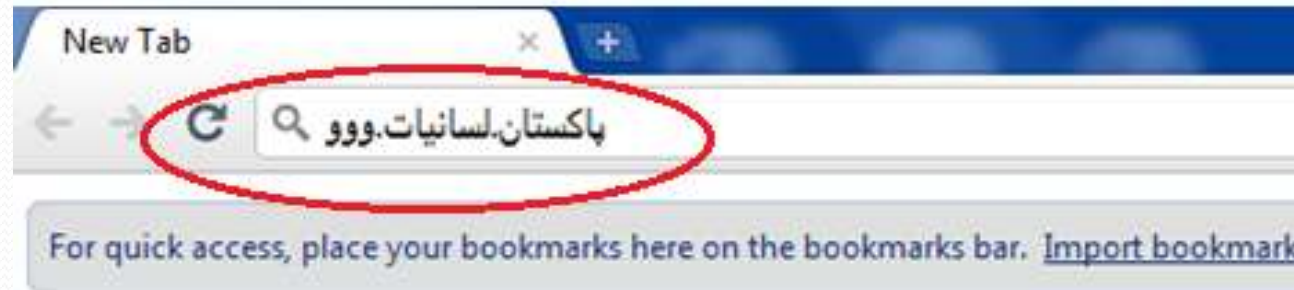 New Tab
پاکستان.لسانیات.ووو
For quick access, place your bookmarks here on the bookmarks bar. Import bookmark